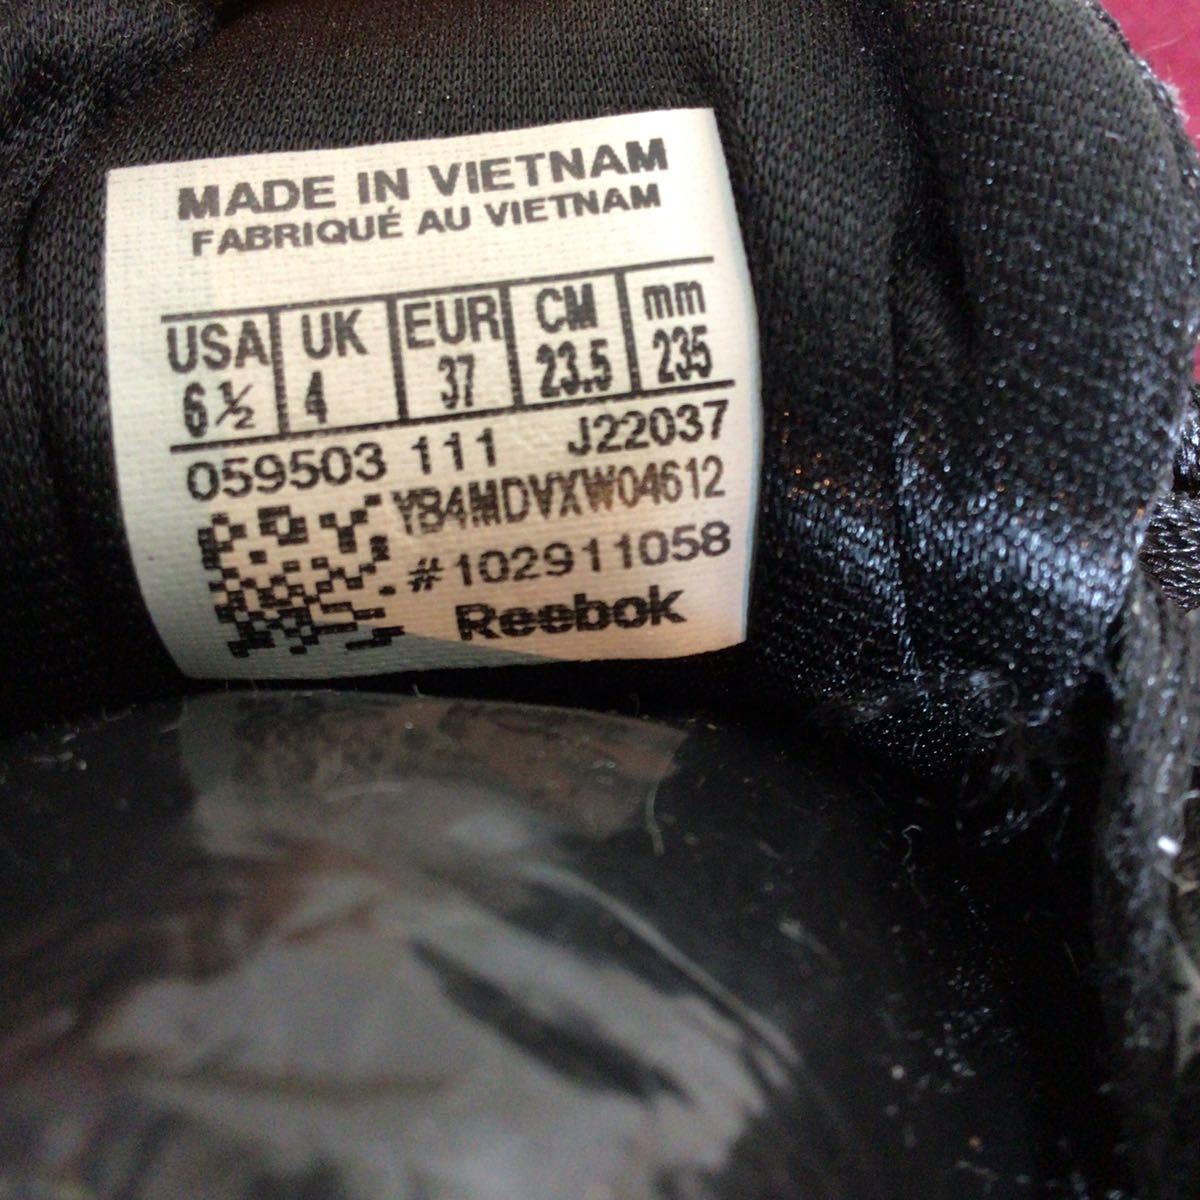 MADE IN VIETNAM
FABRIQUÉ AU VIETNAM
USA UK EUR CM mm
6½ 4 37 23.5 235
059503 111 J22037
YB4MDVXW04612
#102911058
Reebok